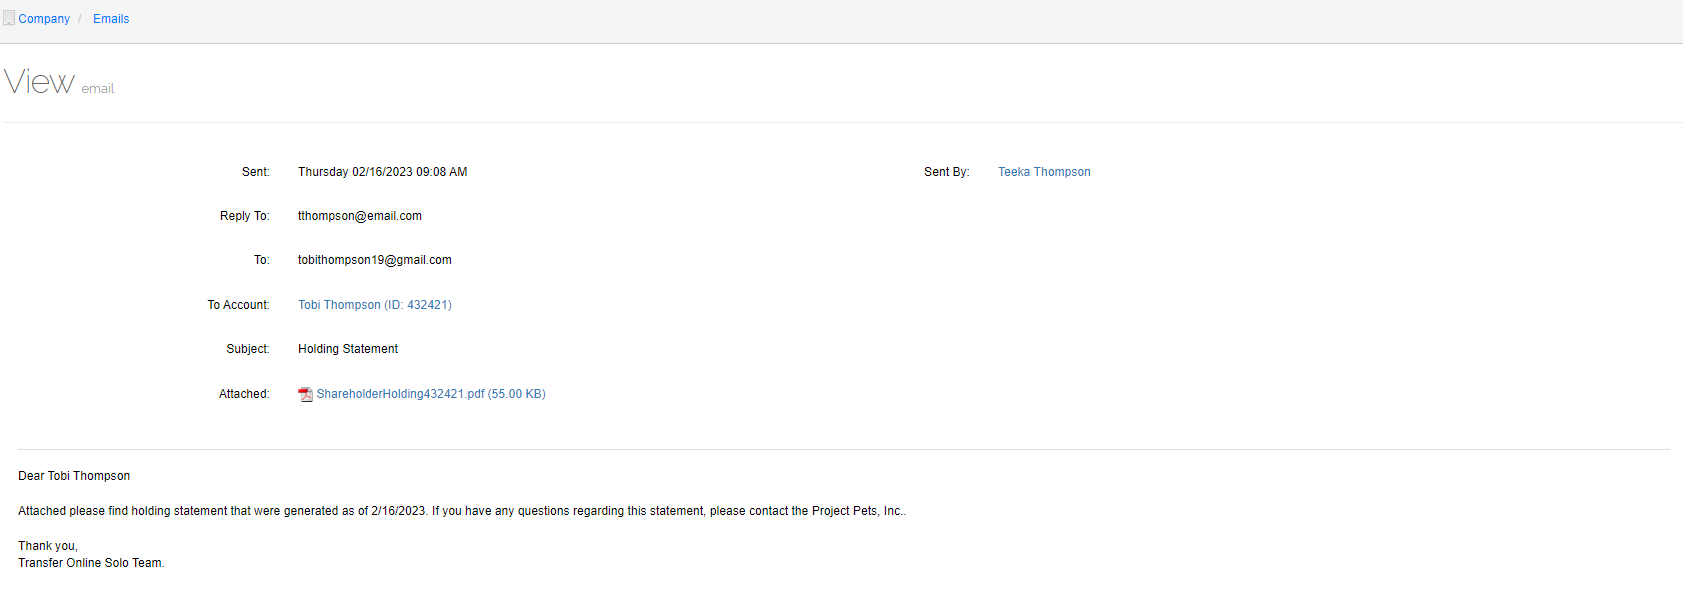 Company / Emails
View email
Sent: Thursday 02/16/2023 09:08 AM Sent By: Teeka Thompson
Reply To: tthompson@email.com
To: tobithompson19@gmail.com
To Account: Tobi Thompson (ID: 432421)
Subject: Holding Statement
Attached: ShareholderHolding432421.pdf (55.00 KB)
Dear Tobi Thompson
Attached please find holding statement that were generated as of 2/16/2023. If you have any questions regarding this statement, please contact the Project Pets, Inc..
Thank you,
Transfer Online Solo Team.